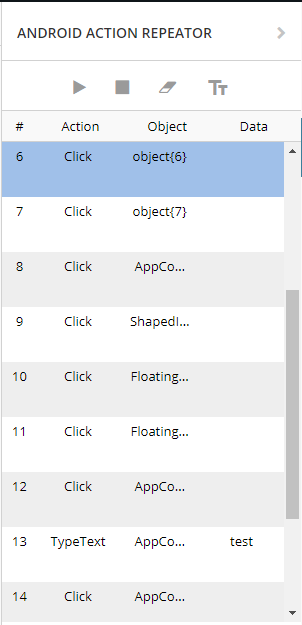 ANDROID ACTION REPEATOR
# Action Object Data
6 Click object{6}
7 Click object{7}
8 Click AppCo...
9 Click ShapedI...
10 Click Floating...
11 Click Floating...
12 Click AppCo...
13 TypeText AppCo... test
14 Click AppCo...